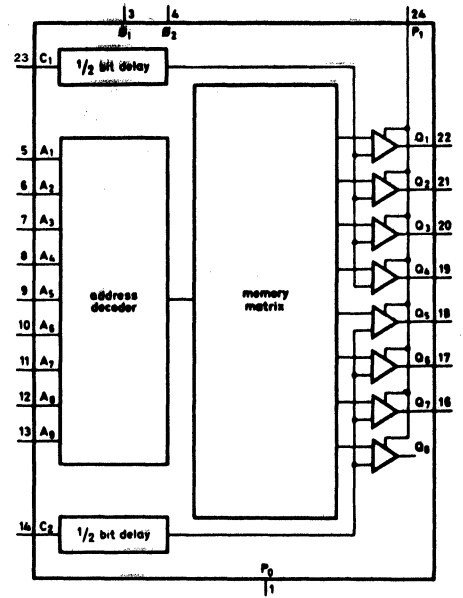 3 4 24
Ø1 Ø2 P1
23 C1 1/2 bit delay
5 A1 Q1 22
6 A2 Q2 21
7 A3 Q3 20
8 A4 Q4 19
9 A5 Q5 18
address decoder
memory matrix
10 A6 Q6 17
11 A7 Q7 16
12 A8 Q8
13 A9
14 C2 1/2 bit delay
P0
1